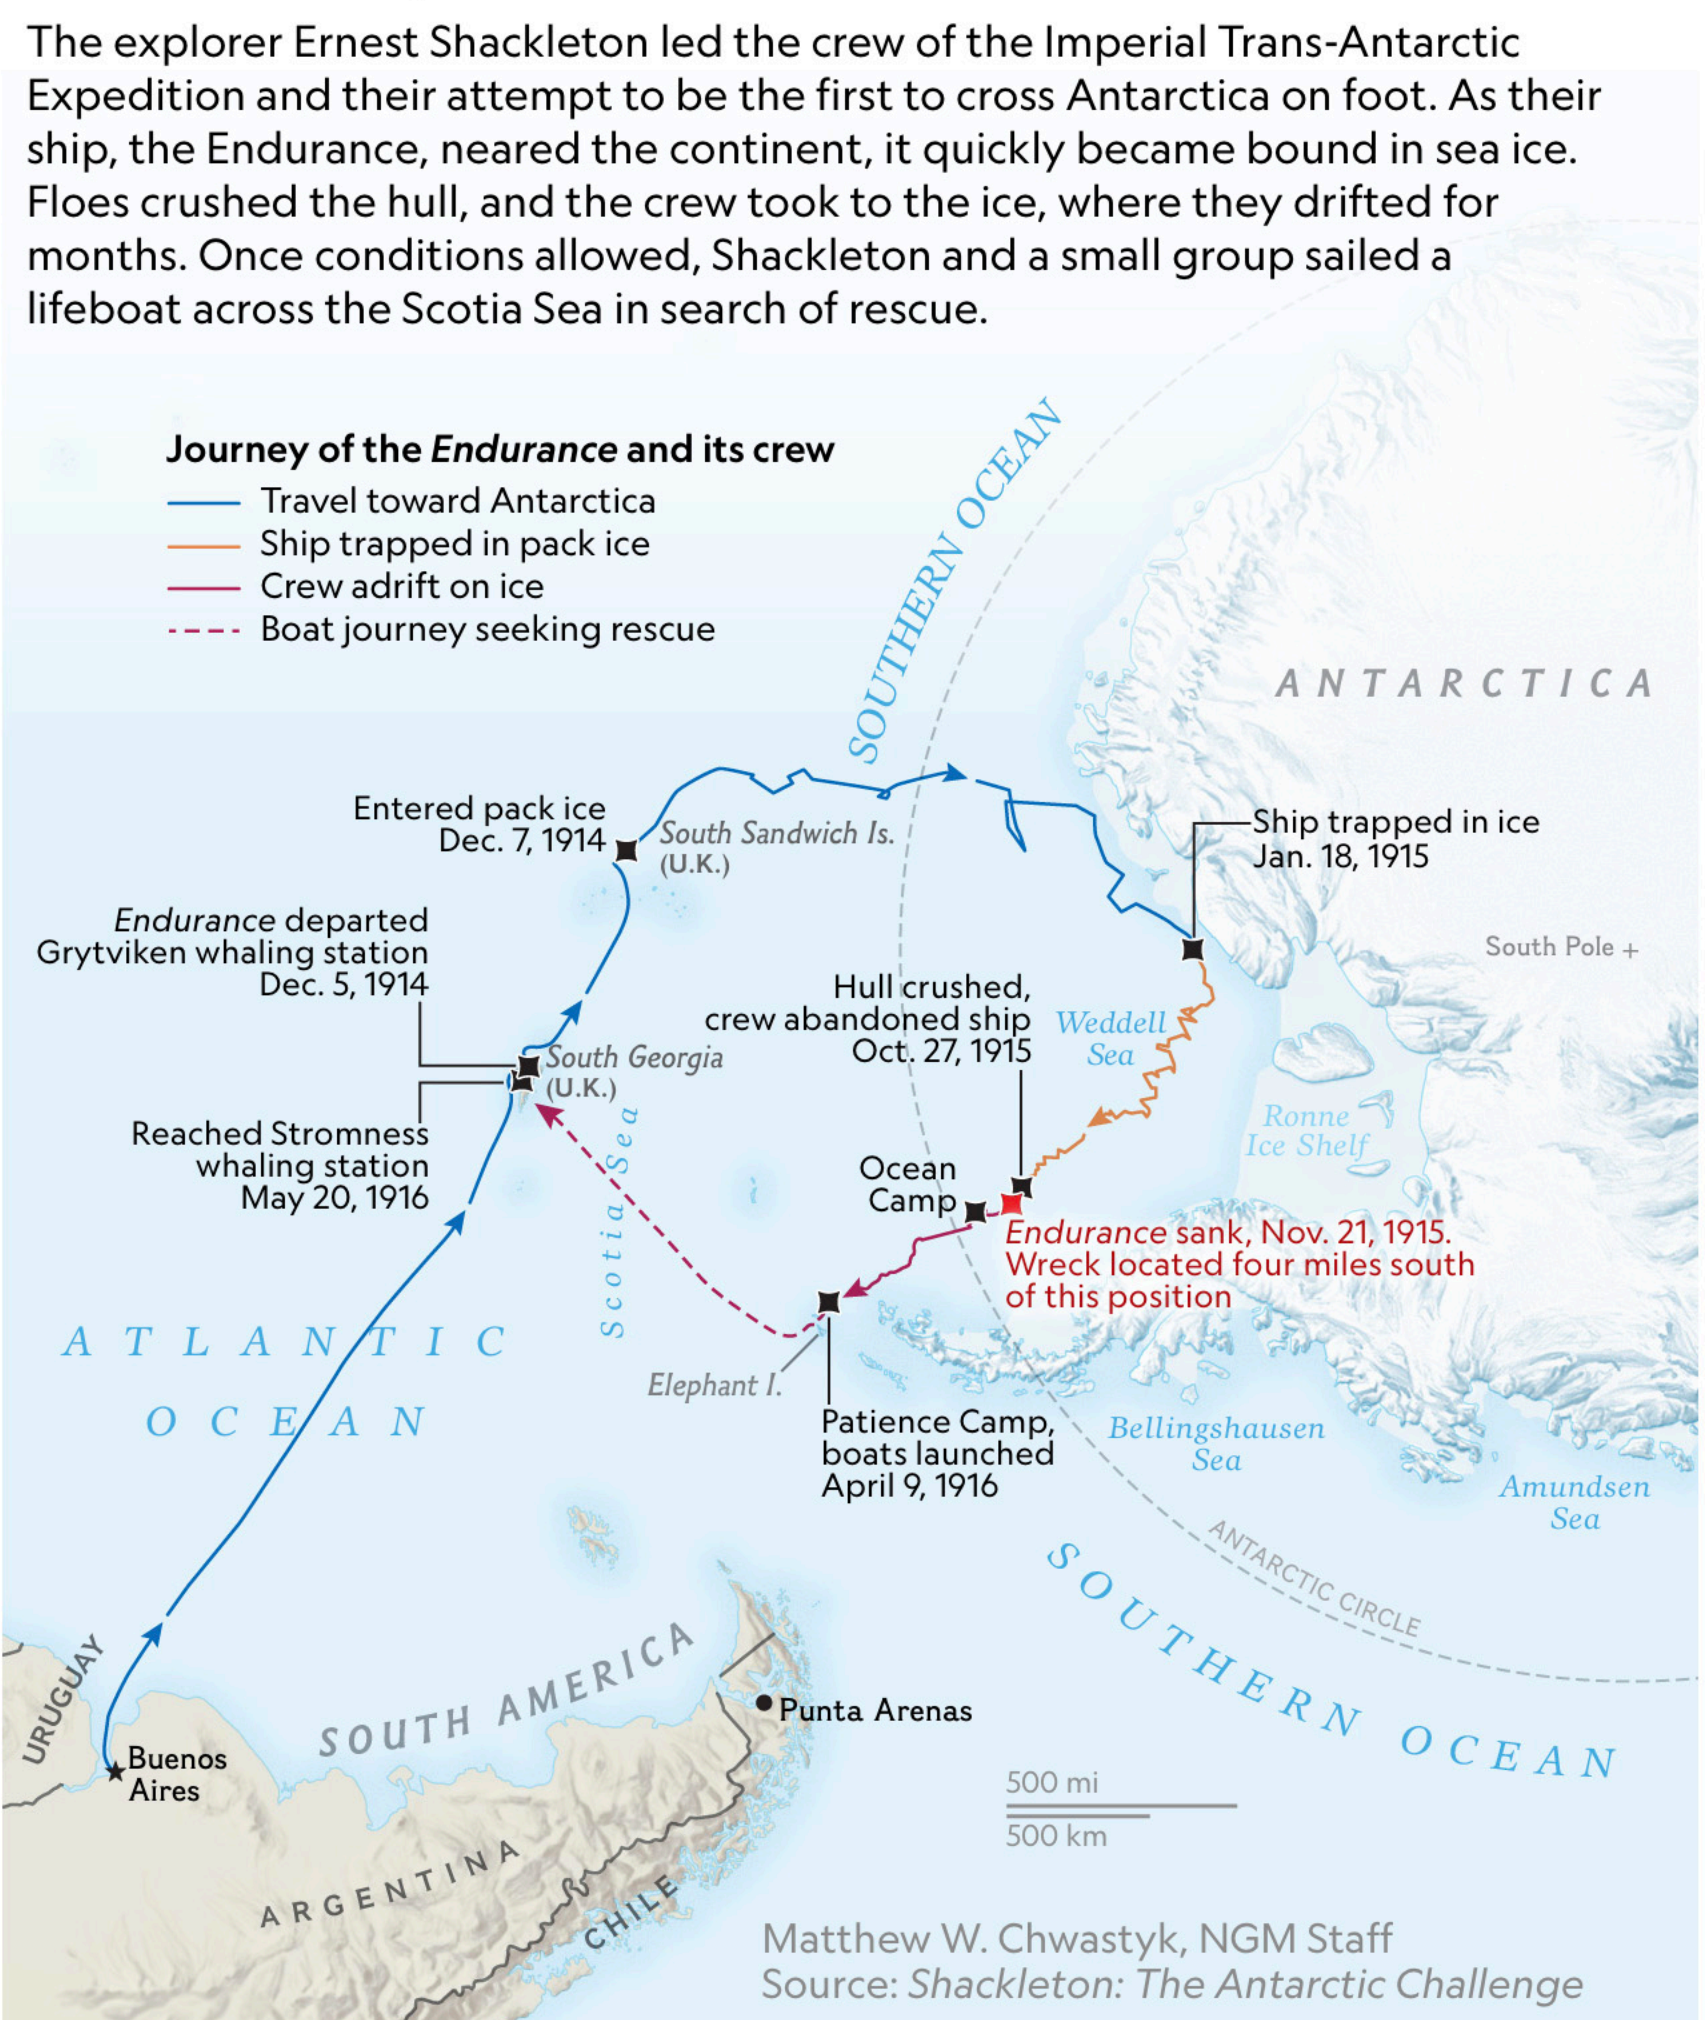 The explorer Ernest Shackleton led the crew of the Imperial Trans-Antarctic
Expedition and their attempt to be the first to cross Antarctica on foot. As their
ship, the Endurance, neared the continent, it quickly became bound in sea ice.
Floes crushed the hull, and the crew took to the ice, where they drifted for
months. Once conditions allowed, Shackleton and a small group sailed a
lifeboat across the Scotia Sea in search of rescue.
Journey of the Endurance and its crew
Travel toward Antarctica
Ship trapped in pack ice
Crew adrift on ice
Boat journey seeking rescue
SOUTHERN OCEAN
ANTARCTICA
Entered pack ice
Dec. 7, 1914
South Sandwich Is.
(U.K.)
Ship trapped in ice
Jan. 18, 1915
Endurance departed
Grytviken whaling station
Dec. 5, 1914
South Pole +
Hull crushed,
crew abandoned ship
Oct. 27, 1915
Weddell
Sea
South Georgia
(U.K.)
Reached Stromness
whaling station
May 20, 1916
Scotia Sea
Ronne
Ice Shelf
Ocean
Camp
Endurance sank, Nov. 21, 1915.
Wreck located four miles south
of this position
ATLANTIC
OCEAN
Elephant I.
Patience Camp,
boats launched
April 9, 1916
Bellingshausen
Sea
Amundsen
Sea
ANTARCTIC CIRCLE
SOUTHERN OCEAN
URUGUAY
SOUTH AMERICA
Punta Arenas
Buenos
Aires
500 mi
500 km
ARGENTINA
CHILE
Matthew W. Chwastyk, NGM Staff
Source: Shackleton: The Antarctic Challenge